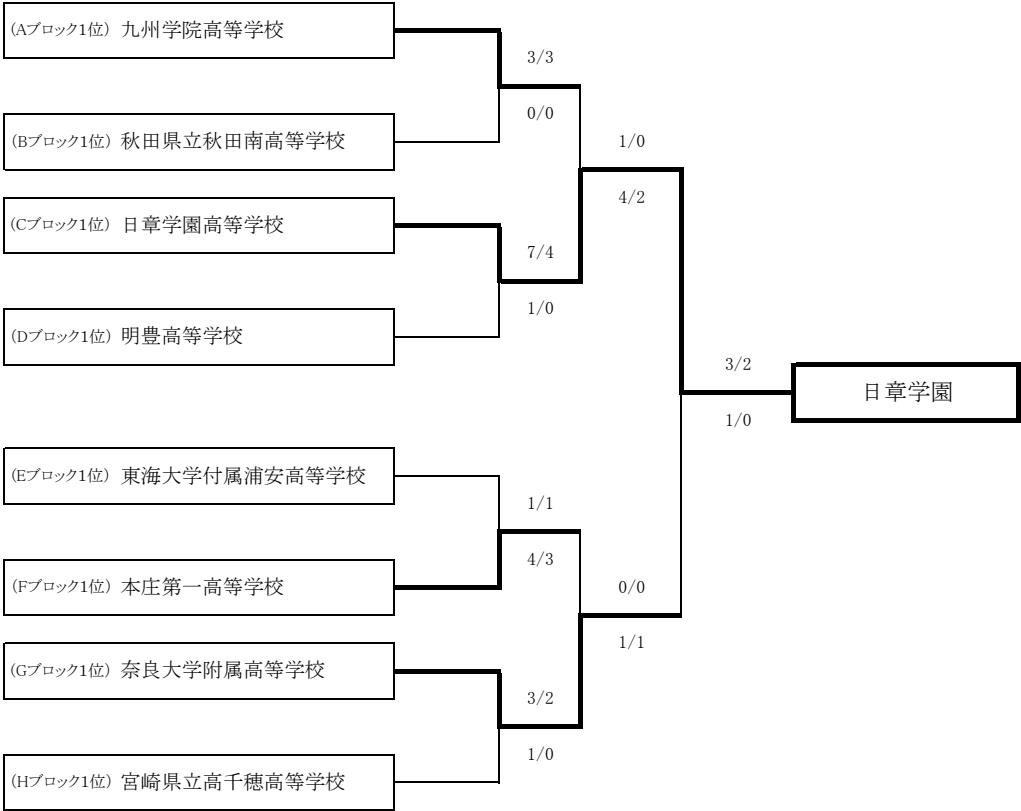 (Aブロック1位) 九州学院高等学校
3/3
0/0
(Bブロック1位) 秋田県立秋田南高等学校
1/0
4/2
(Cブロック1位) 日章学園高等学校
7/4
1/0
(Dブロック1位) 明豊高等学校
3/2
日章学園
1/0
(Eブロック1位) 東海大学付属浦安高等学校
1/1
4/3
(Fブロック1位) 本庄第一高等学校
0/0
1/1
(Gブロック1位) 奈良大学附属高等学校
3/2
1/0
(Hブロック1位) 宮崎県立高千穂高等学校